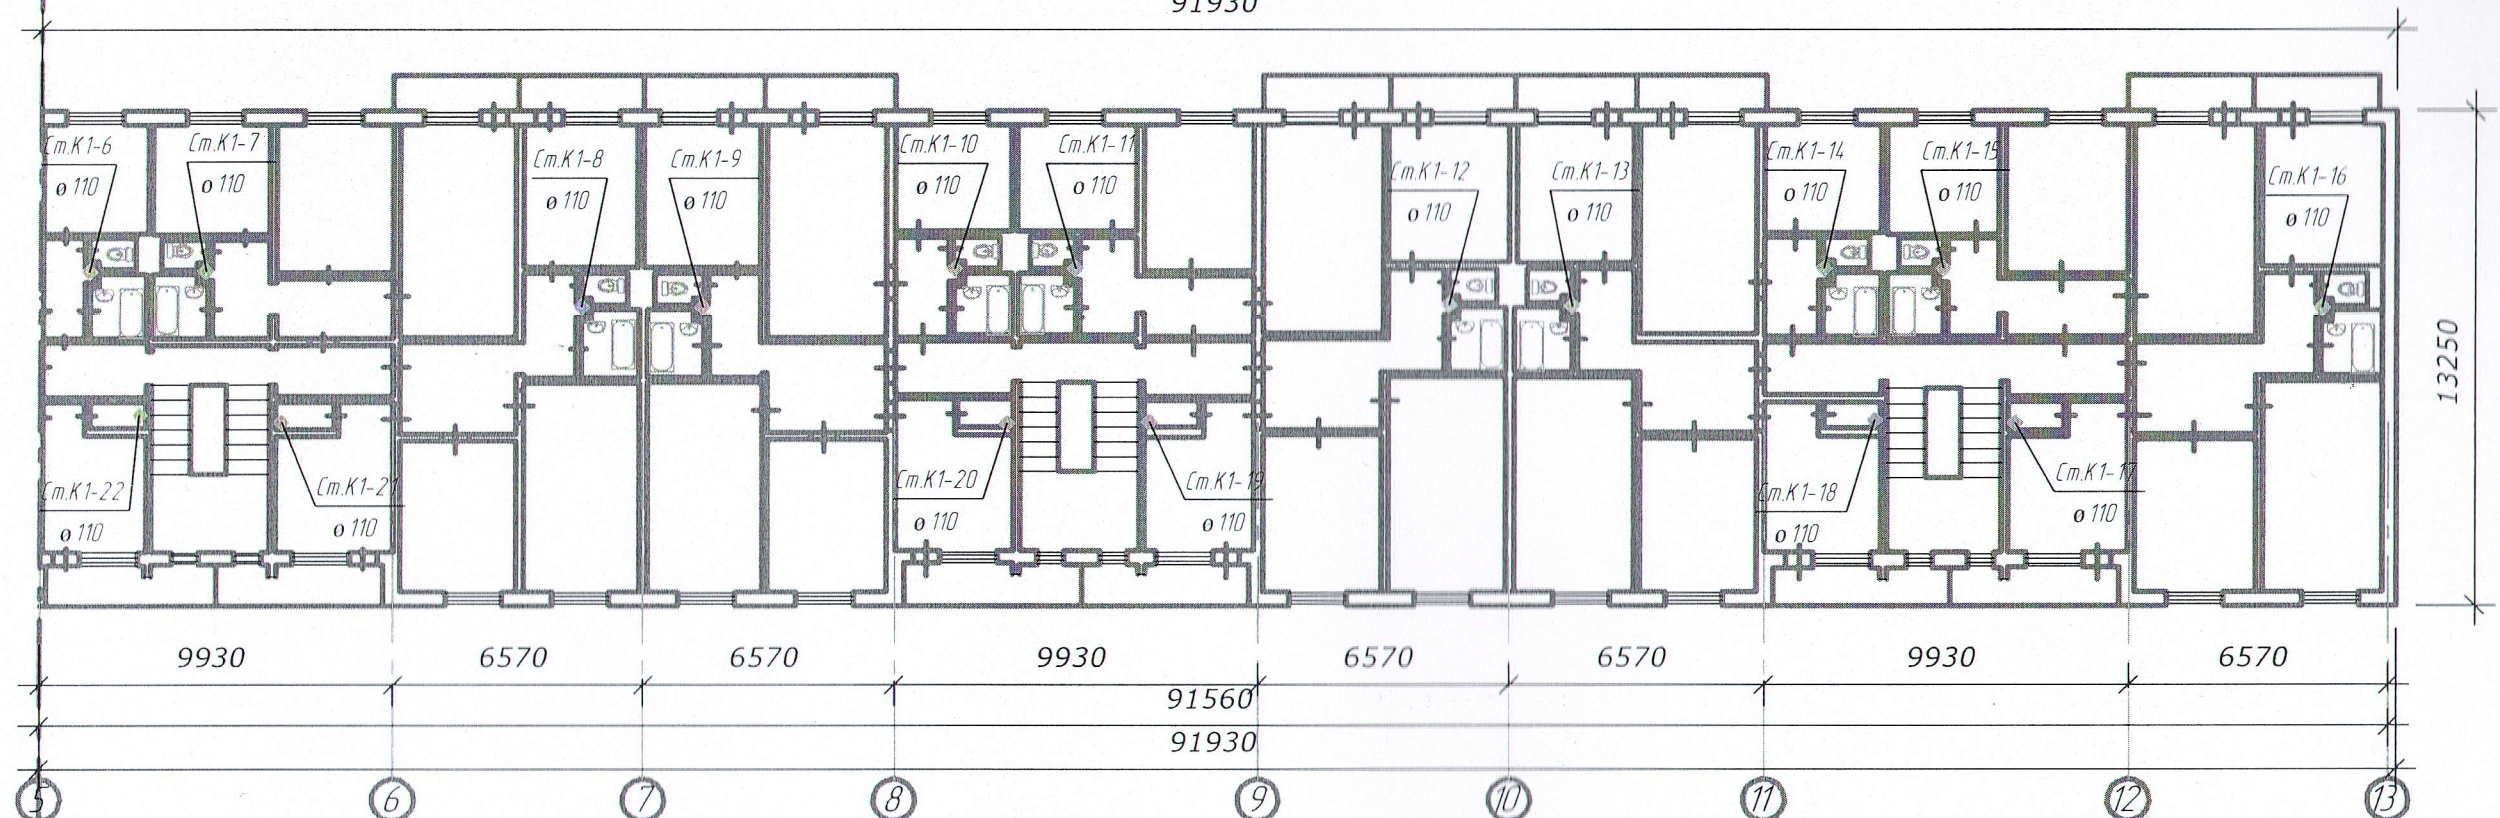 91930
Ст.К1-6
ø 110
Ст.К1-7
ø 110
Ст.К1-8
ø 110
Ст.К1-9
ø 110
Ст.К1-10
ø 110
Ст.К1-11
ø 110
Ст.К1-12
ø 110
Ст.К1-13
ø 110
Ст.К1-14
ø 110
Ст.К1-15
ø 110
Ст.К1-16
ø 110
13250
Ст.К1-22
ø 110
Ст.К1-21
ø 110
Ст.К1-20
ø 110
Ст.К1-19
ø 110
Ст.К1-18
ø 110
Ст.К1-17
ø 110
9930 6570 6570 9930 6570 6570 9930 6570
91560
91930
5 6 7 8 9 10 11 12 13